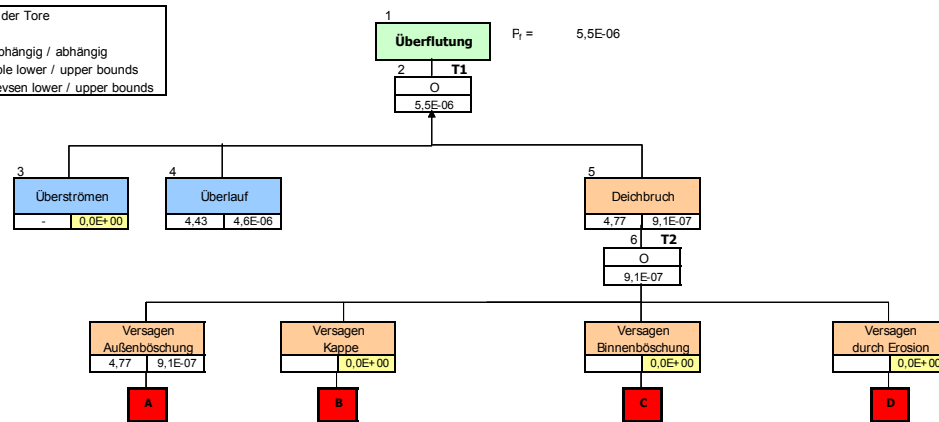 der Tore
phängig / abhängig
ole lower / upper bounds
evsen lower / upper bounds
1
Überflutung
Pf = 5,5E-06
2 T1
O
5,5E-06
3
Überströmen
- 0,0E+00
4
Überlauf
4,43 4,6E-06
5
Deichbruch
4,77 9,1E-07
6 T2
O
9,1E-07
Versagen
Außenböschung
4,77 9,1E-07
Versagen
Kappe
0,0E+00
Versagen
Binnenböschung
0,0E+00
Versagen
durch Erosion
0,0E+00
A
B
C
D